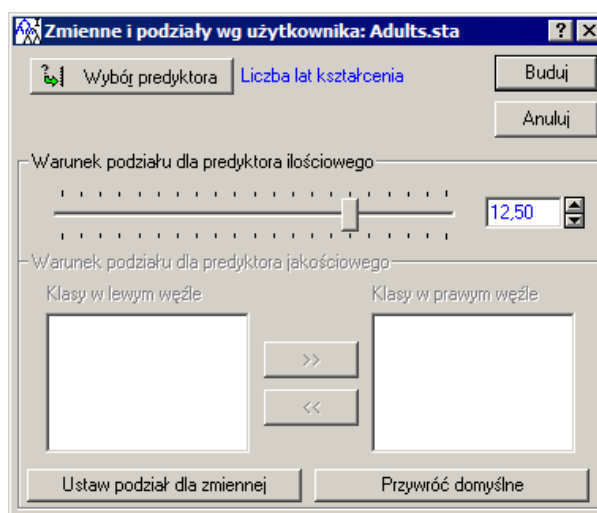 Zmienne i podziały wg użytkownika: Adults.sta
Wybór predyktora
Liczba lat kształcenia
Buduj
Anuluj
Warunek podziału dla predyktora ilościowego
12,50
Warunek podziału dla predyktora jakościowego
Klasy w lewym węźle
Klasy w prawym węźle
>>
<<
Ustaw podział dla zmiennej
Przywróć domyślne